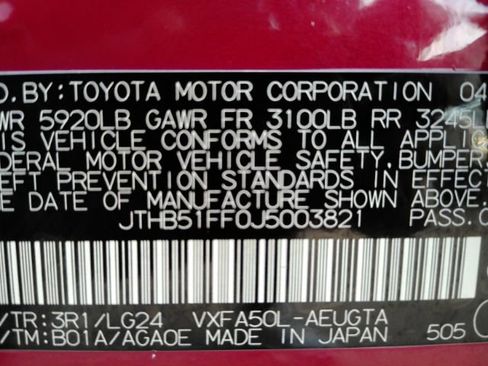 D.BY:TOYOTA MOTOR CORPORATION 04
WR 5920LB GAWR FR 3100LB RR 3245LB
IS VEHICLE CONFORMS TO ALL APPLIC
DERAL MOTOR VEHICLE SAFETY, BUMPER
EFT PREVENTION STANDARDS IN EFFECT
E DATE OF MANUFACTURE SHOWN ABOVE.
JTHB51FF0J5003821 PASS.C
/TR:3R1/LG24 VXFA50L-AEUGTA
/TM:B01A/AGA0E MADE IN JAPAN 505